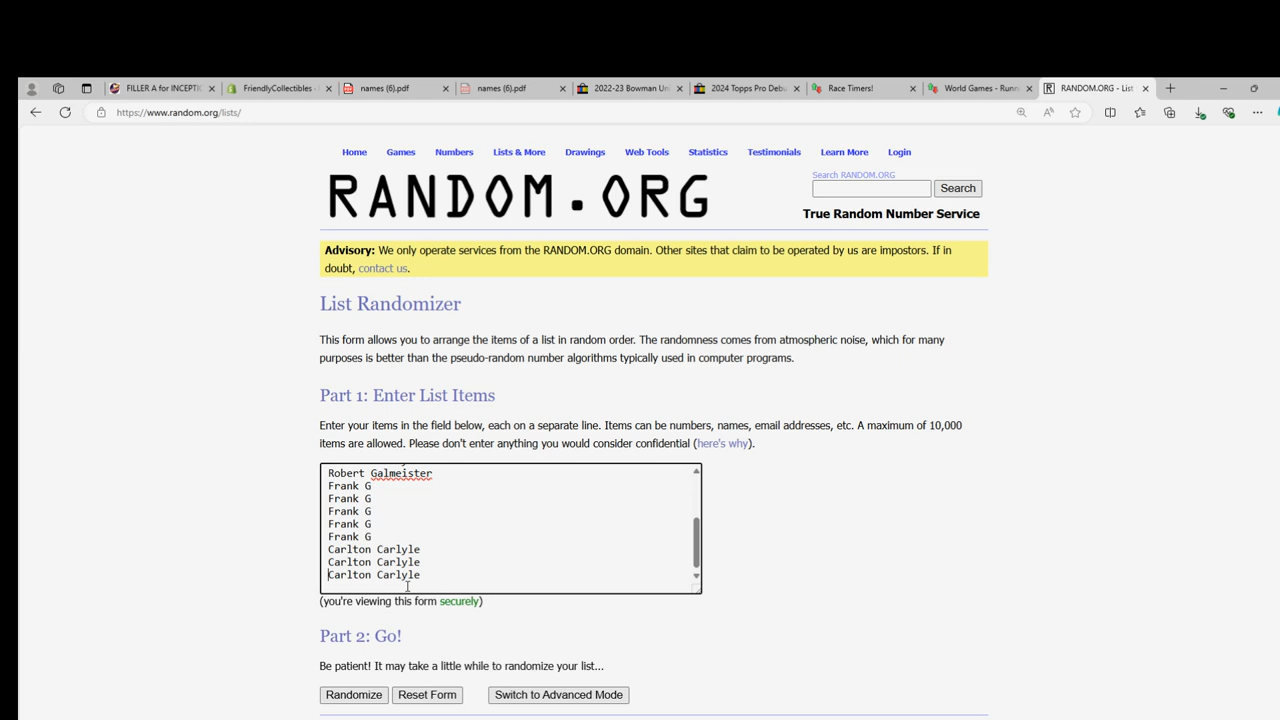 FILLER A for INCEPTIC
FriendlyCollectibles -
names (6).pdf
names (6).pdf
2022-23 Bowman Uni
2024 Topps Pro Debu
Race Timers!
World Games - Runn
RANDOM.ORG - List
https://www.random.org/lists/
Home Games Numbers Lists & More Drawings Web Tools Statistics Testimonials Learn More Login
RANDOM.ORG
Search RANDOM.ORG
Search
True Random Number Service
Advisory: We only operate services from the RANDOM.ORG domain. Other sites that claim to be operated by us are impostors. If in
doubt, contact us.
List Randomizer
This form allows you to arrange the items of a list in random order. The randomness comes from atmospheric noise, which for many
purposes is better than the pseudo-random number algorithms typically used in computer programs.
Part 1: Enter List Items
Enter your items in the field below, each on a separate line. Items can be numbers, names, email addresses, etc. A maximum of 10,000
items are allowed. Please don't enter anything you would consider confidential (here's why).
Robert Galmeister
Frank G
Frank G
Frank G
Frank G
Frank G
Carlton Carlyle
Carlton Carlyle
Carlton Carlyle
(you're viewing this form securely)
Part 2: Go!
Be patient! It may take a little while to randomize your list...
Randomize Reset Form Switch to Advanced Mode